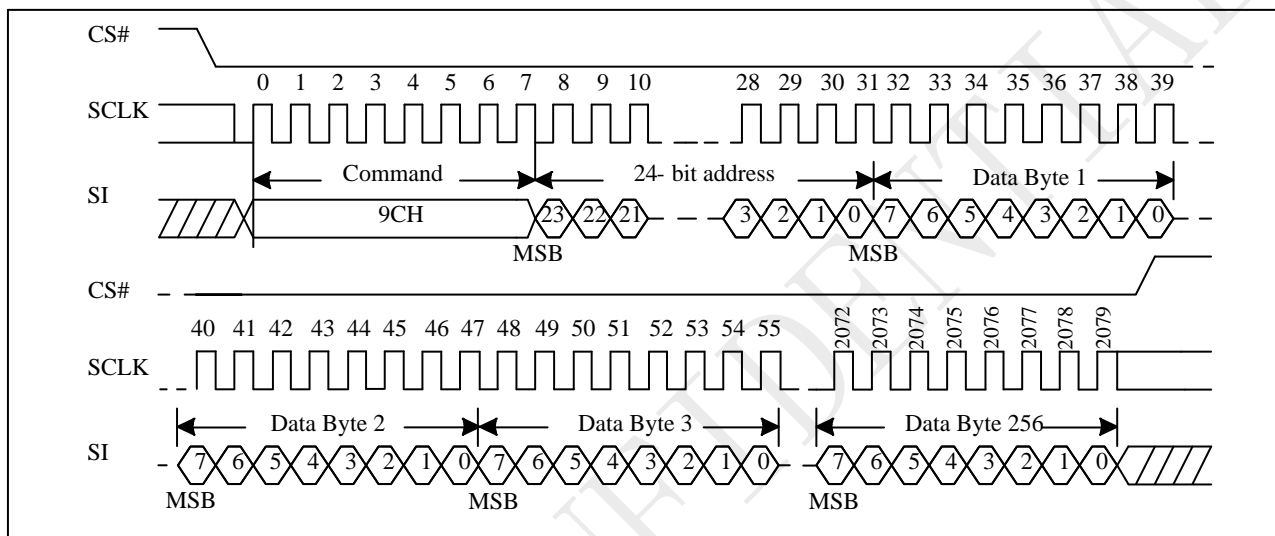 CS#
0 1 2 3 4 5 6 7 8 9 10 28 29 30 31 32 33 34 35 36 37 38 39
SCLK
Command 24- bit address Data Byte 1
SI
9CH 23 22 21 3 2 1 0 7 6 5 4 3 2 1 0
MSB MSB
CS#
40 41 42 43 44 45 46 47 48 49 50 51 52 53 54 55 2072 2073 2074 2075 2076 2077 2078 2079
SCLK
Data Byte 2 Data Byte 3 Data Byte 256
SI
7 6 5 4 3 2 1 0 7 6 5 4 3 2 1 0 7 6 5 4 3 2 1 0
MSB MSB MSB